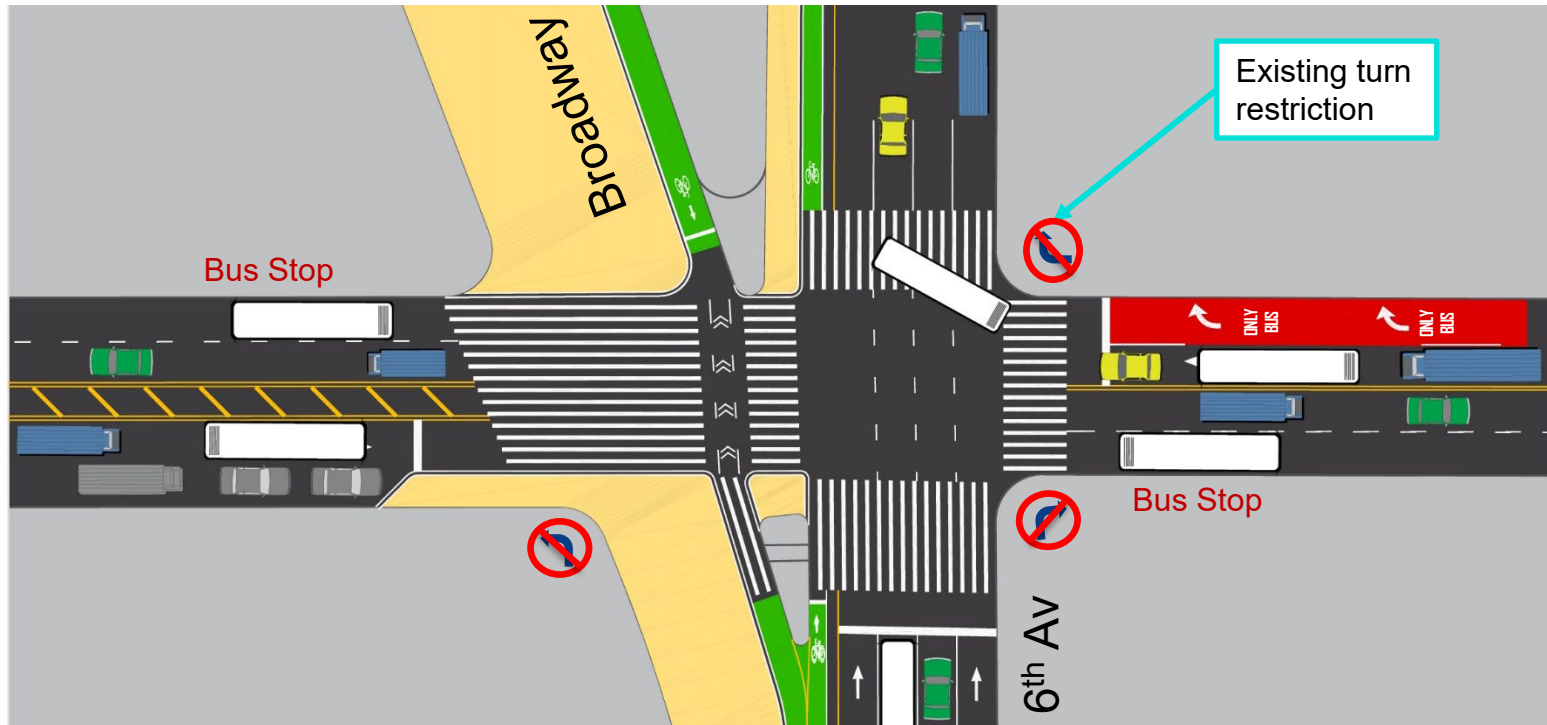 Broadway
Existing turn
restriction
Bus Stop
ONLY
BUS
ONLY
BUS
Bus Stop
6th Av